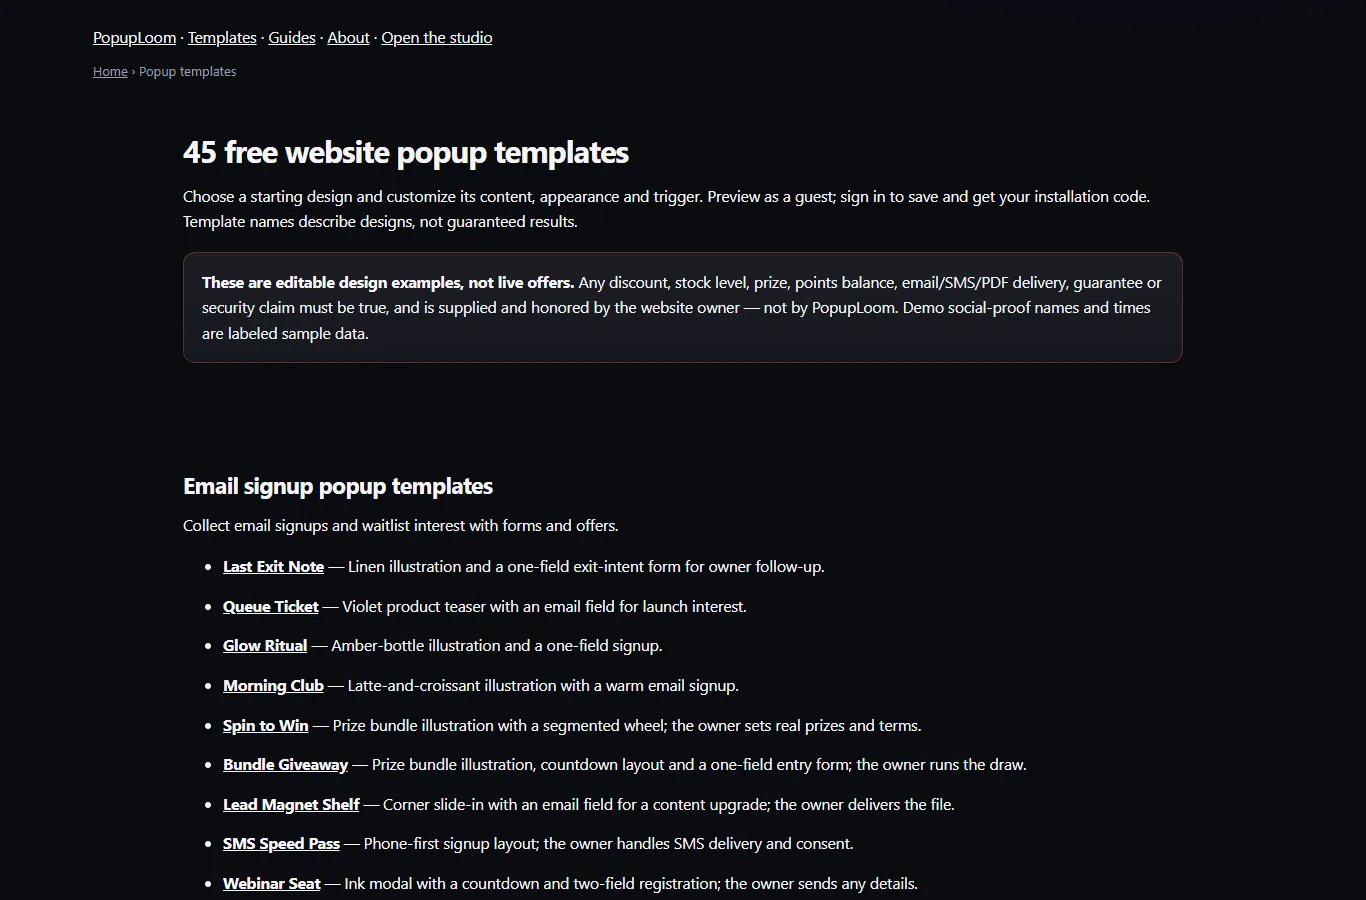 PopupLoom · Templates · Guides · About · Open the studio
Home › Popup templates
45 free website popup templates
Choose a starting design and customize its content, appearance and trigger. Preview as a guest; sign in to save and get your installation code.
Template names describe designs, not guaranteed results.
These are editable design examples, not live offers. Any discount, stock level, prize, points balance, email/SMS/PDF delivery, guarantee or
security claim must be true, and is supplied and honored by the website owner — not by PopupLoom. Demo social-proof names and times
are labeled sample data.
Email signup popup templates
Collect email signups and waitlist interest with forms and offers.
• Last Exit Note — Linen illustration and a one-field exit-intent form for owner follow-up.
• Queue Ticket — Violet product teaser with an email field for launch interest.
• Glow Ritual — Amber-bottle illustration and a one-field signup.
• Morning Club — Latte-and-croissant illustration with a warm email signup.
• Spin to Win — Prize bundle illustration with a segmented wheel; the owner sets real prizes and terms.
• Bundle Giveaway — Prize bundle illustration, countdown layout and a one-field entry form; the owner runs the draw.
• Lead Magnet Shelf — Corner slide-in with an email field for a content upgrade; the owner delivers the file.
• SMS Speed Pass — Phone-first signup layout; the owner handles SMS delivery and consent.
• Webinar Seat — Ink modal with a countdown and two-field registration; the owner sends any details.